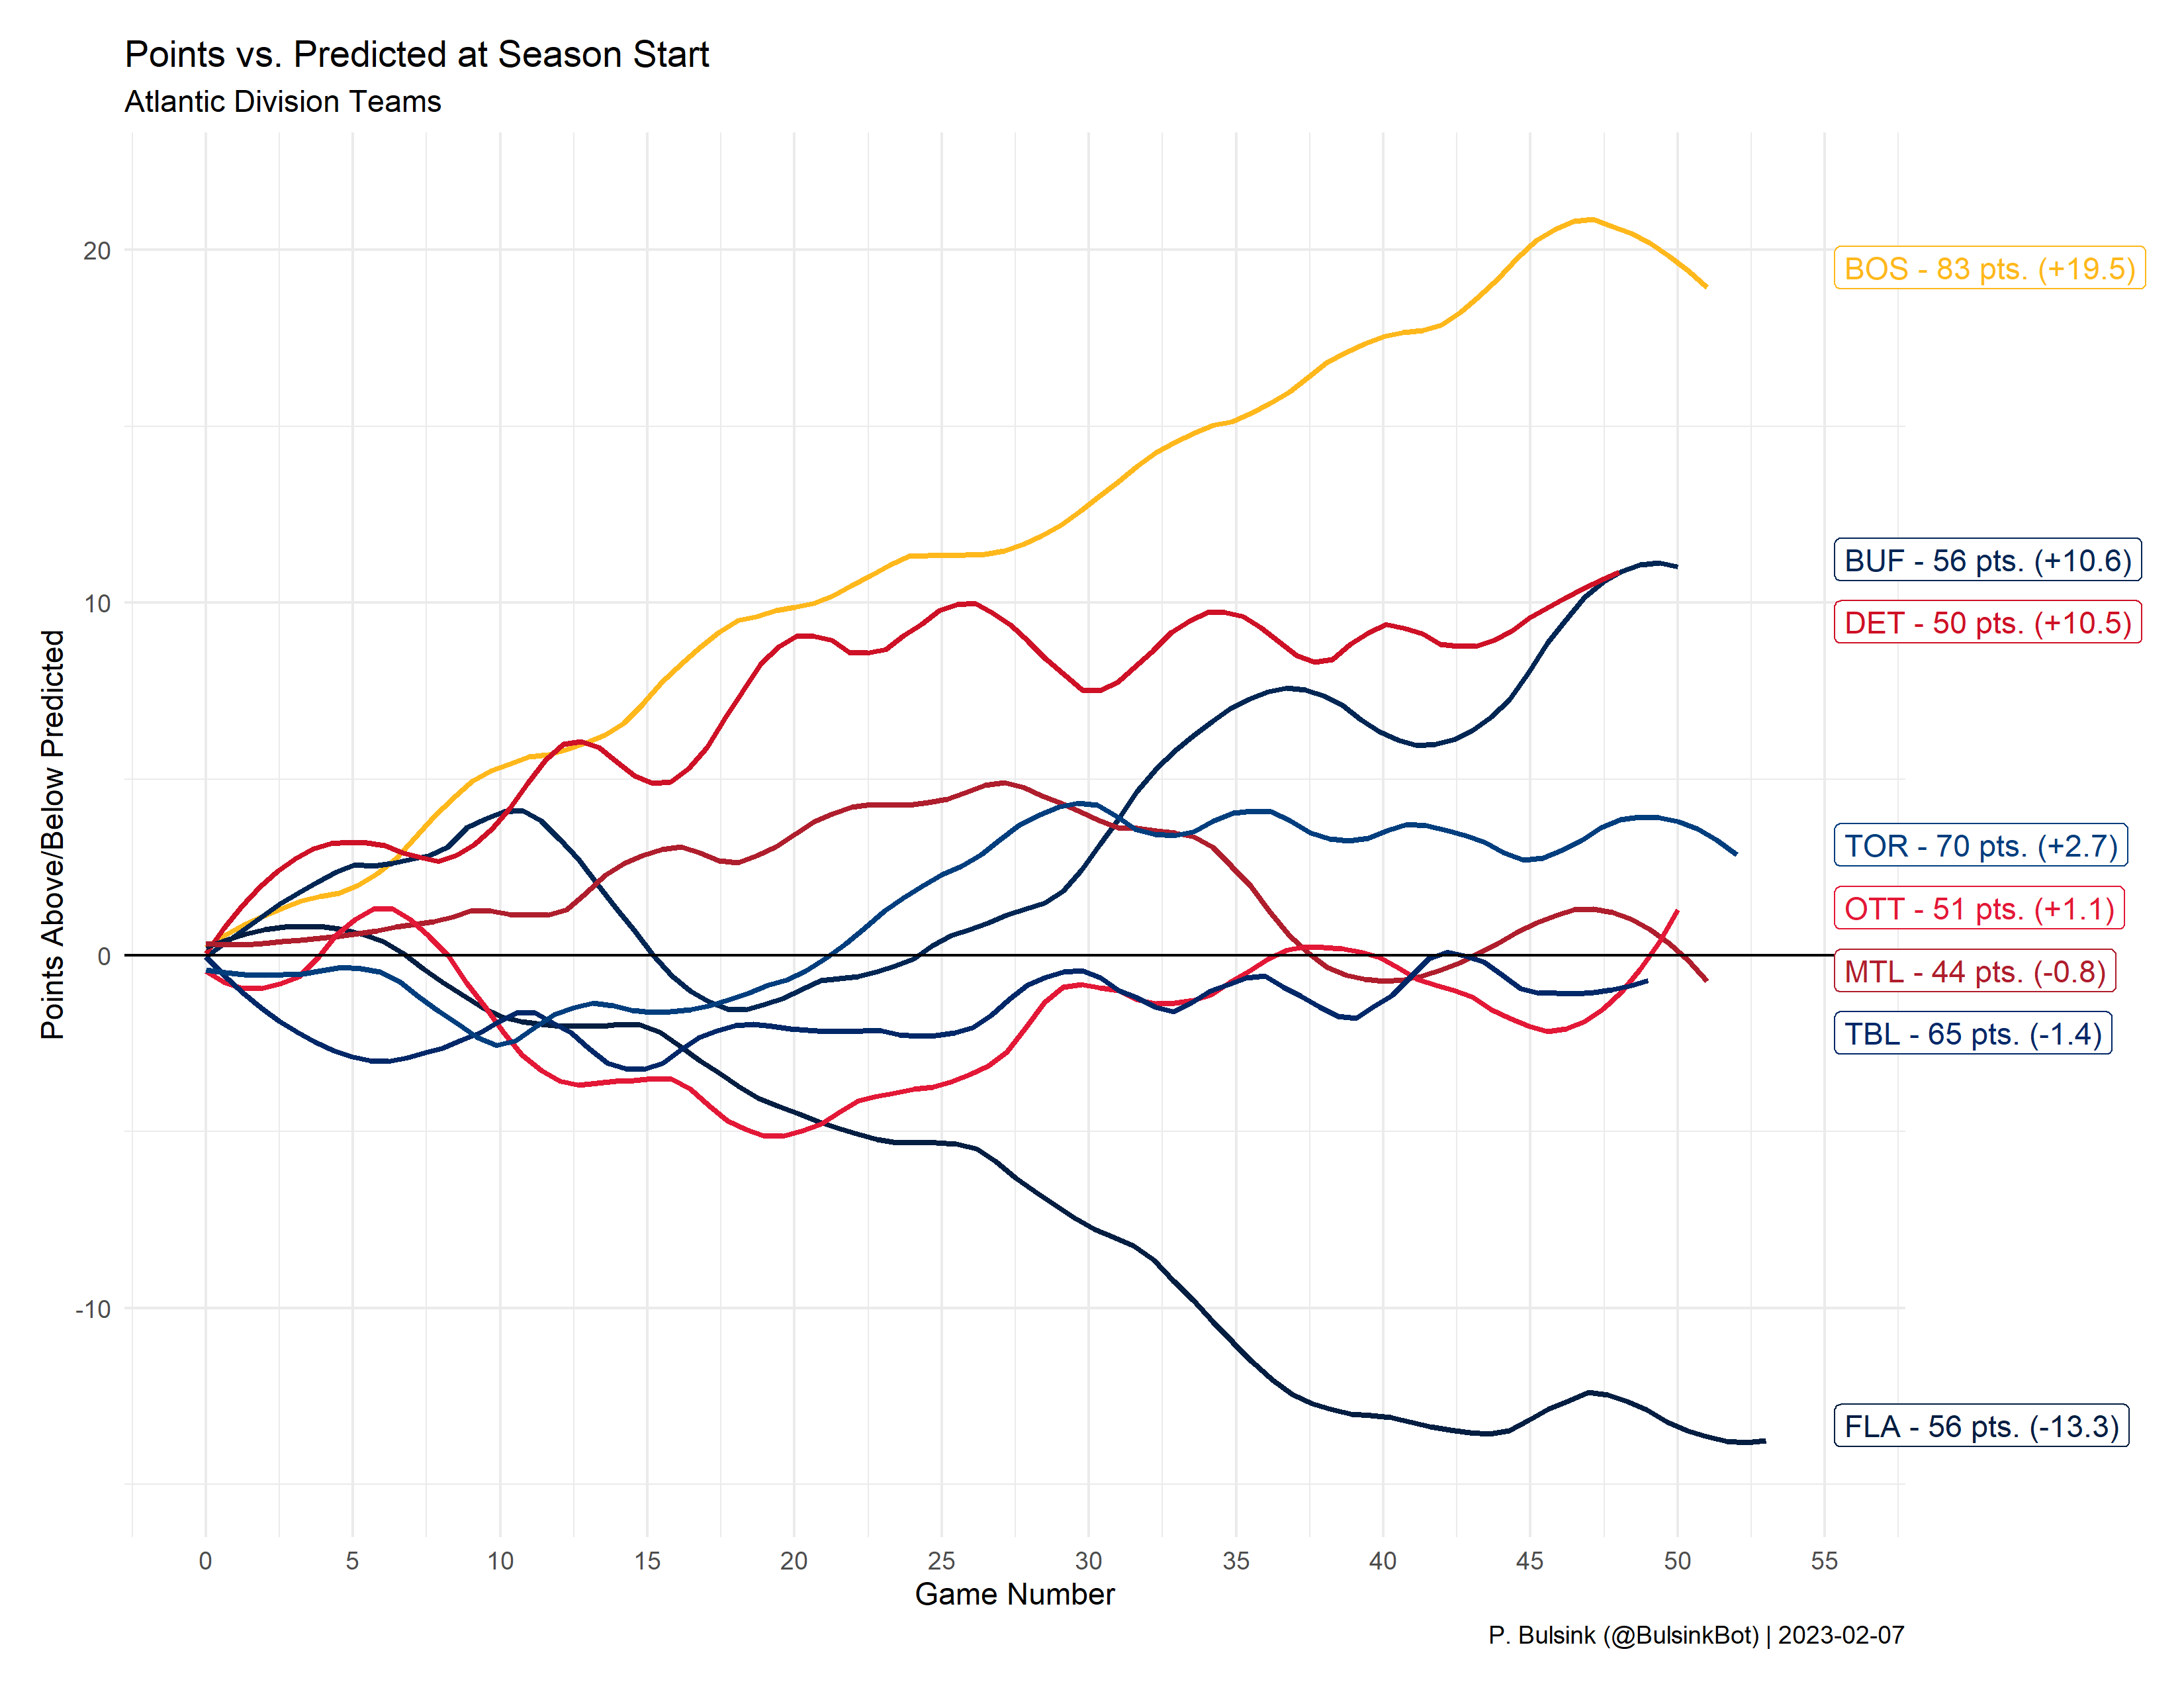 Points vs. Predicted at Season Start
Atlantic Division Teams
Points Above/Below Predicted
20
10
0
-10
BOS - 83 pts. (+19.5)
BUF - 56 pts. (+10.6)
DET - 50 pts. (+10.5)
TOR - 70 pts. (+2.7)
OTT - 51 pts. (+1.1)
MTL - 44 pts. (-0.8)
TBL - 65 pts. (-1.4)
FLA - 56 pts. (-13.3)
0 5 10 15 20 25 30 35 40 45 50 55
Game Number
P. Bulsink (@BulsinkBot) | 2023-02-07